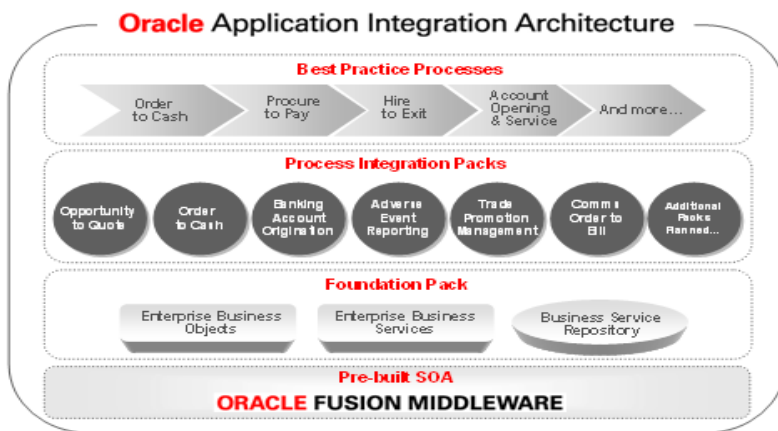 Oracle Application Integration Architecture
Best Practice Processes
Order
to Cash
Procure
to Pay
Hire
to Exit
Account
Opening
& Service
And more...
Process Integration Packs
Opportunity
to Quote
Order
to Cash
Banking
Account
Origination
Adverse
Event
Reporting
Trade
Promotion
Management
Comms
Order to
Bill
Additional
Packs
Planned...
Foundation Pack
Enterprise Business
Objects
Enterprise Business
Services
Business Service
Repository
Pre-built SOA
ORACLE FUSION MIDDLEWARE